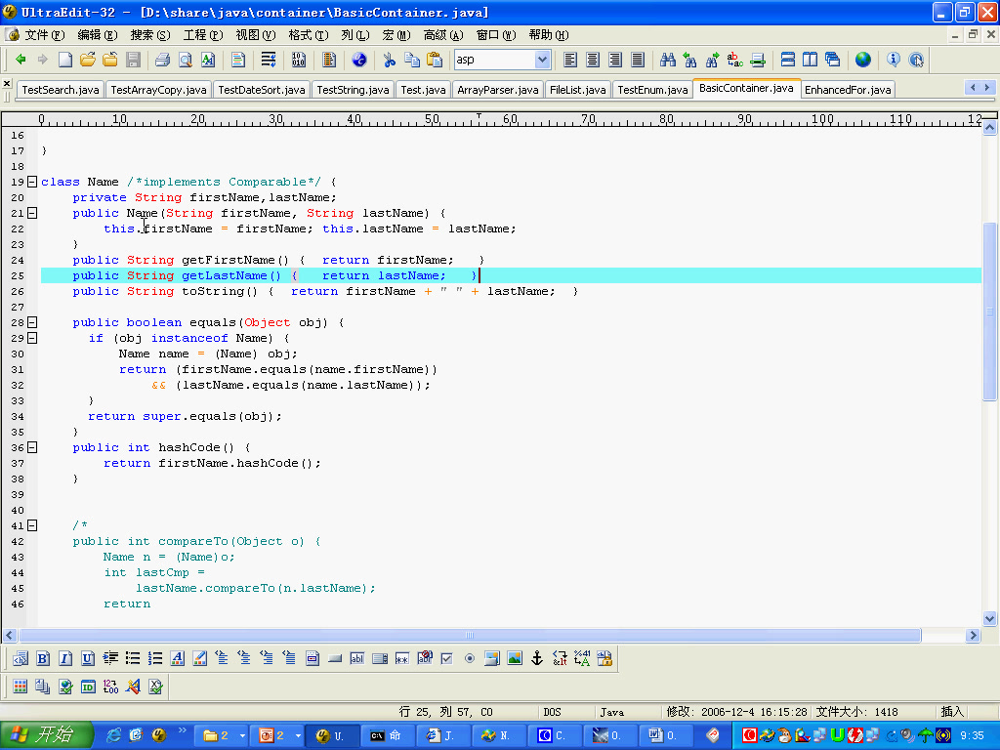 UltraEdit-32 - [D:\share\java\container\BasicContainer.java]
文件(F) 编辑(E) 搜索(S) 工程(P) 视图(V) 格式(T) 列(L) 宏(M) 高级(A) 窗口(W) 帮助(H)
asp
TestSearch.java TestArrayCopy.java TestDateSort.java TestString.java Test.java ArrayParser.java FileList.java TestEnum.java BasicContainer.java EnhancedFor.java
0 10 20 30 40 50 60 70 80 90 100 110 12
16
17 }
18
19 class Name /*implements Comparable*/ {
20 private String firstName,lastName;
21 public Name(String firstName, String lastName) {
22 this.firstName = firstName; this.lastName = lastName;
23 }
24 public String getFirstName() { return firstName; }
25 public String getLastName() { return lastName; }
26 public String toString() { return firstName + " " + lastName; }
27
28 public boolean equals(Object obj) {
29 if (obj instanceof Name) {
30 Name name = (Name) obj;
31 return (firstName.equals(name.firstName))
32 && (lastName.equals(name.lastName));
33 }
34 return super.equals(obj);
35 }
36 public int hashCode() {
37 return firstName.hashCode();
38 }
39
40
41 /*
42 public int compareTo(Object o) {
43 Name n = (Name)o;
44 int lastCmp =
45 lastName.compareTo(n.lastName);
46 return
行 25, 列 57, C0 DOS Java 修改: 2006-12-4 16:15:28 文件大小: 1418 插入
开始 2 2 U. 命 J. N. C. O. O. 9:35